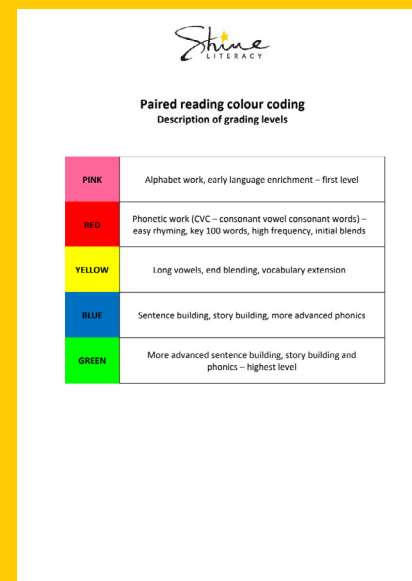 Shine
LITERACY
Paired reading colour coding
Description of grading levels
PINK
Alphabet work, early language enrichment – first level
RED
Phonetic work (CVC – consonant vowel consonant words) –
easy rhyming, key 100 words, high frequency, initial blends
YELLOW
Long vowels, end blending, vocabulary extension
BLUE
Sentence building, story building, more advanced phonics
GREEN
More advanced sentence building, story building and
phonics – highest level